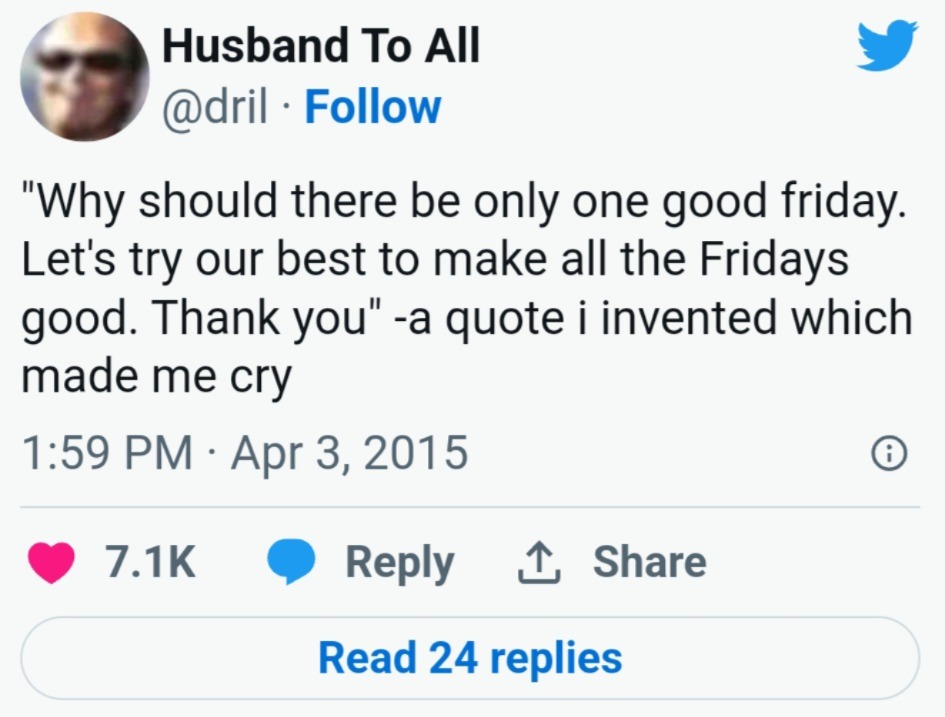 Husband To All
@dril · Follow
"Why should there be only one good friday.
Let's try our best to make all the Fridays
good. Thank you" -a quote i invented which
made me cry
1:59 PM · Apr 3, 2015
7.1K Reply Share
Read 24 replies